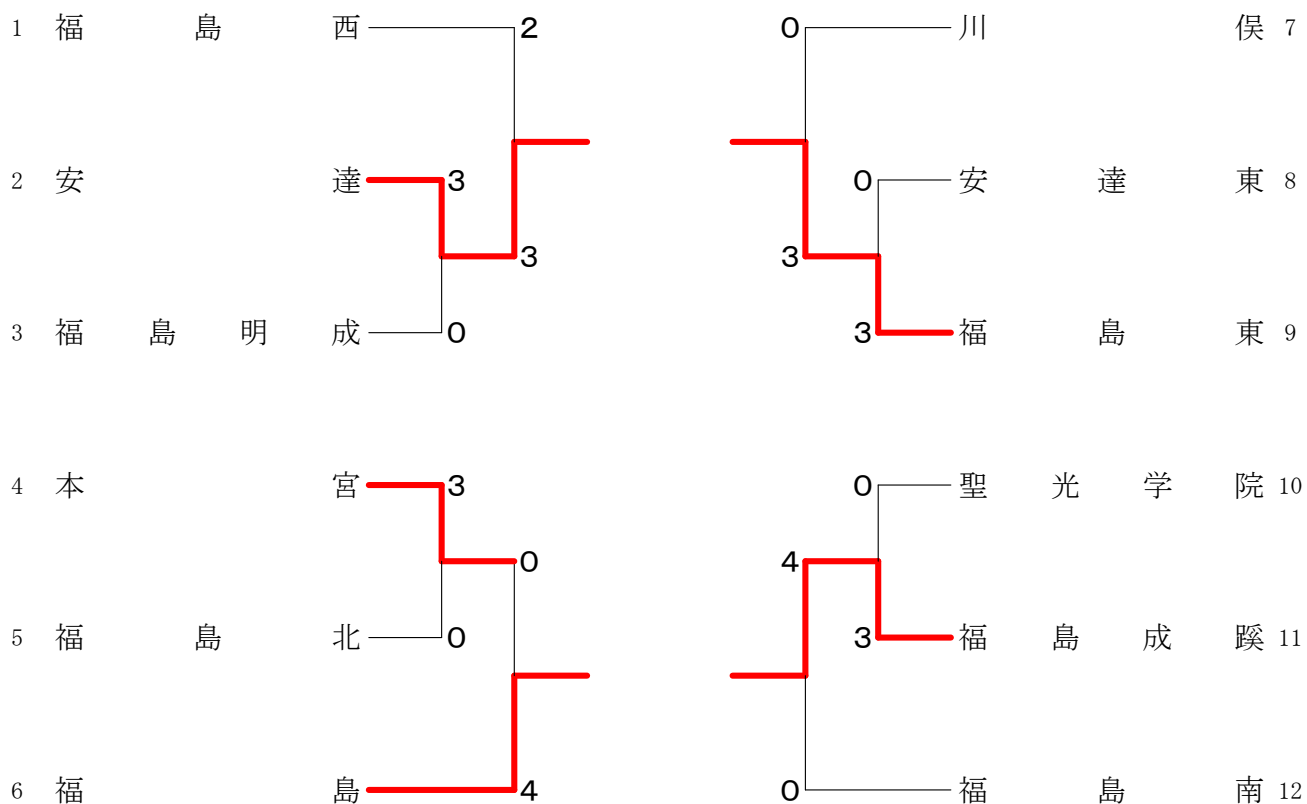 1 福島西 2 0 川俣 7
2 安達 3 0 安達東 8
3 3
3 福島明成 0 3 福島東 9
4 本宮 3 0 聖光学院 10
0 4
5 福島北 0 3 福島成蹊 11
6 福島 4 0 福島南 12